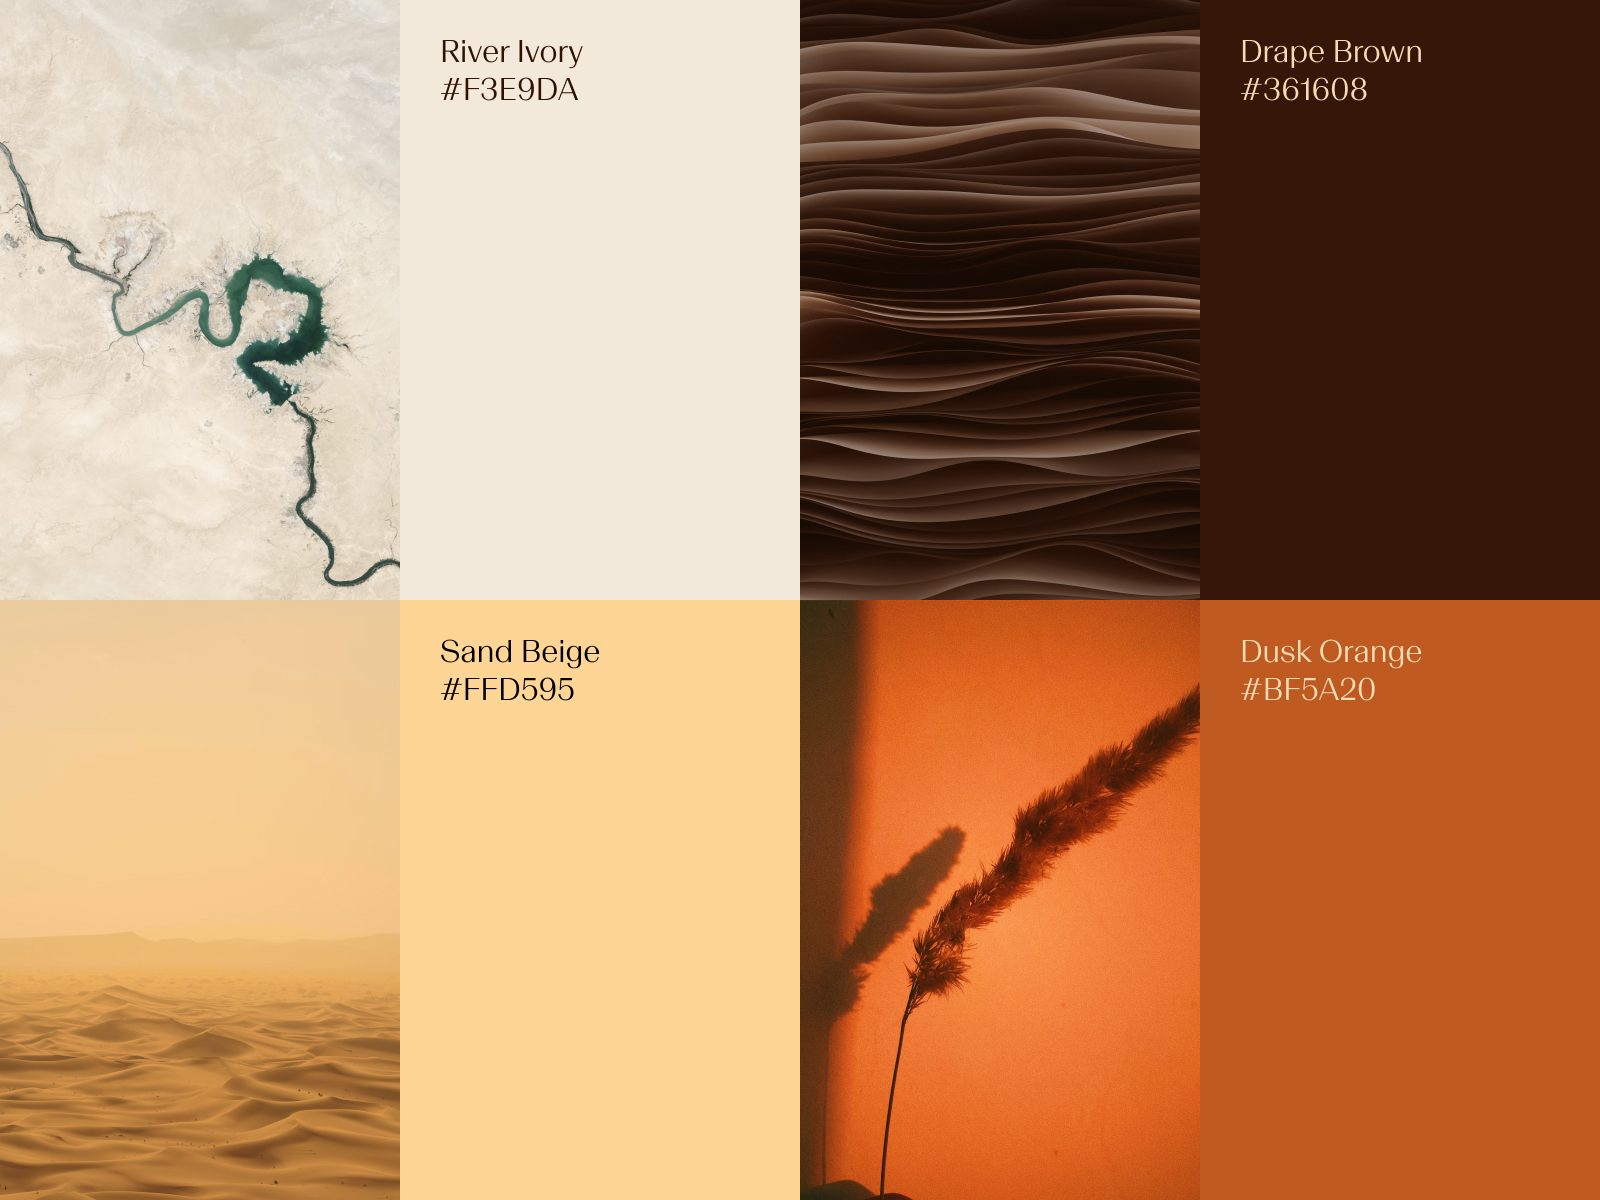 River Ivory
#F3E9DA
Drape Brown
#361608
Sand Beige
#FFD595
Dusk Orange
#BF5A20